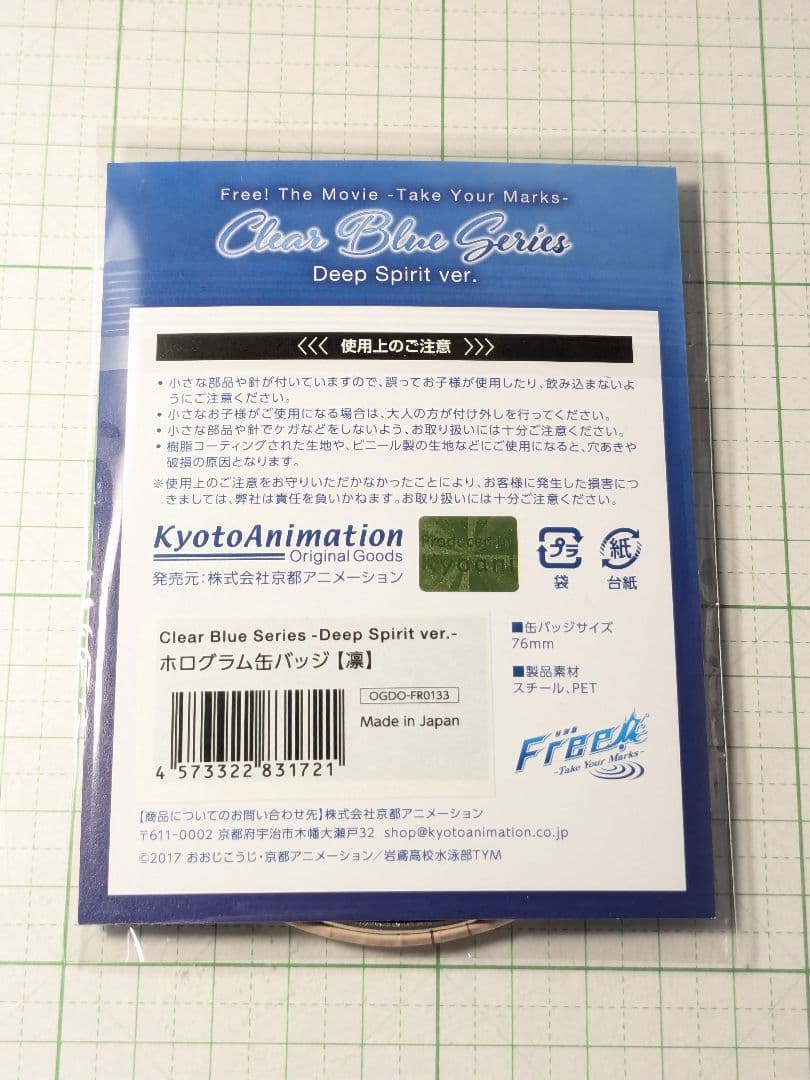 Free! The Movie -Take Your Marks-
Clear Blue Series
Deep Spirit ver.
使用上のご注意
• 小さな部品や針が付いていますので、誤ってお子様が使用したり、飲み込まないよ
うにご注意ください。
• 小さなお子様がご使用になる場合は、大人の方が付け外しを行ってください。
• 小さな部品や針でケガなどをしないよう、お取り扱いには十分ご注意ください。
• 樹脂コーティングされた生地や、ビニール製の生地などにご使用になると、穴あきや
破損の原因となります。
※使用上のご注意をお守りいただかなかったことにより、お客様に発生した損害につ
きましては、弊社は責任を負いかねます。お取り扱いには十分ご注意ください。
KyotoAnimation
Original Goods
発売元:株式会社京都アニメーション
Produced by
kyoani
プラ
袋
紙
台紙
Clear Blue Series -Deep Spirit ver.-
ホログラム缶バッジ【凛】
OGDO-FR0133
Made in Japan
4 573322 831721
■缶バッジサイズ
76mm
■製品素材
スチール、PET
Free!
-Take Your Marks-
【商品についてのお問い合わせ先】株式会社京都アニメーション
〒611-0002 京都府宇治市木幡大瀬戸32 shop@kyotoanimation.co.jp
©2017 おおじこうじ・京都アニメーション/岩鳶高校水泳部TYM